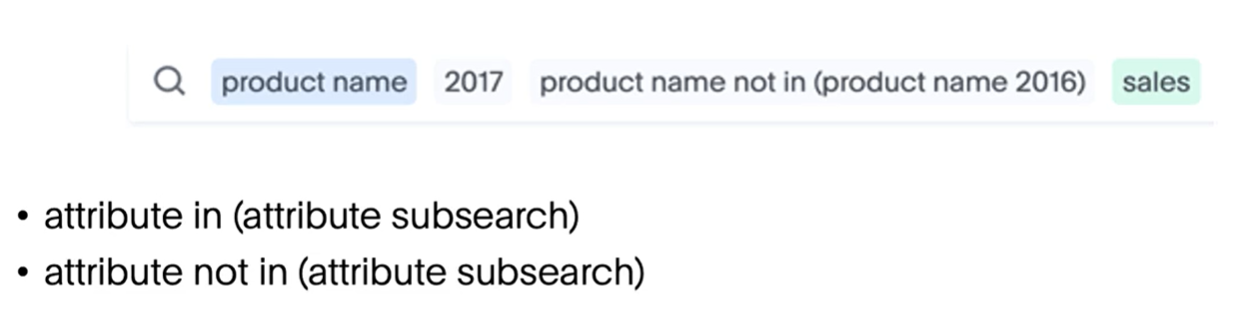 product name 2017 product name not in (product name 2016) sales
• attribute in (attribute subsearch)
• attribute not in (attribute subsearch)